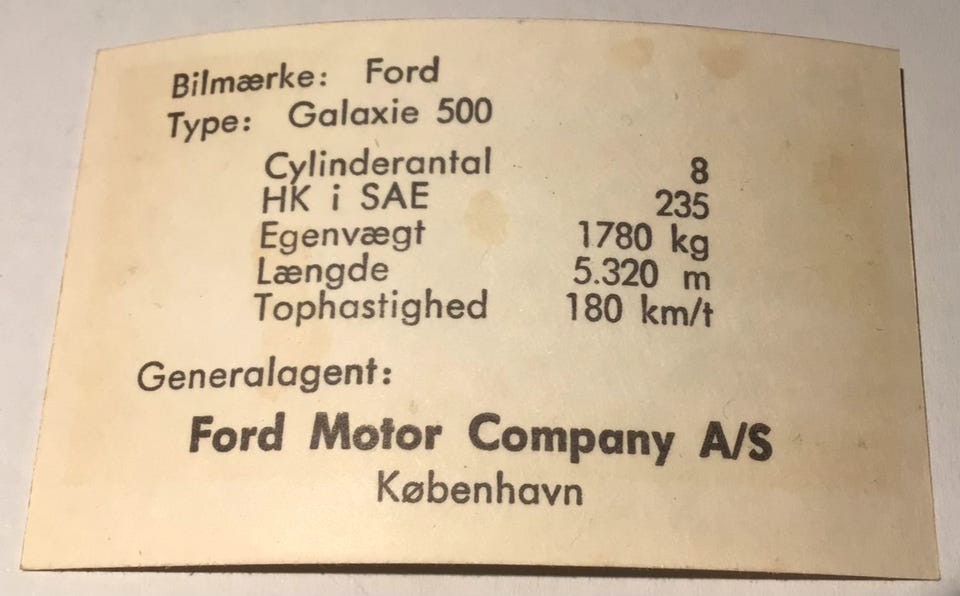 Bilmærke: Ford
Type: Galaxie 500
Cylinderantal 8
HK i SAE 235
Egenvægt 1780 kg
Længde 5.320 m
Tophastighed 180 km/t
Generalagent:
Ford Motor Company A/S
København